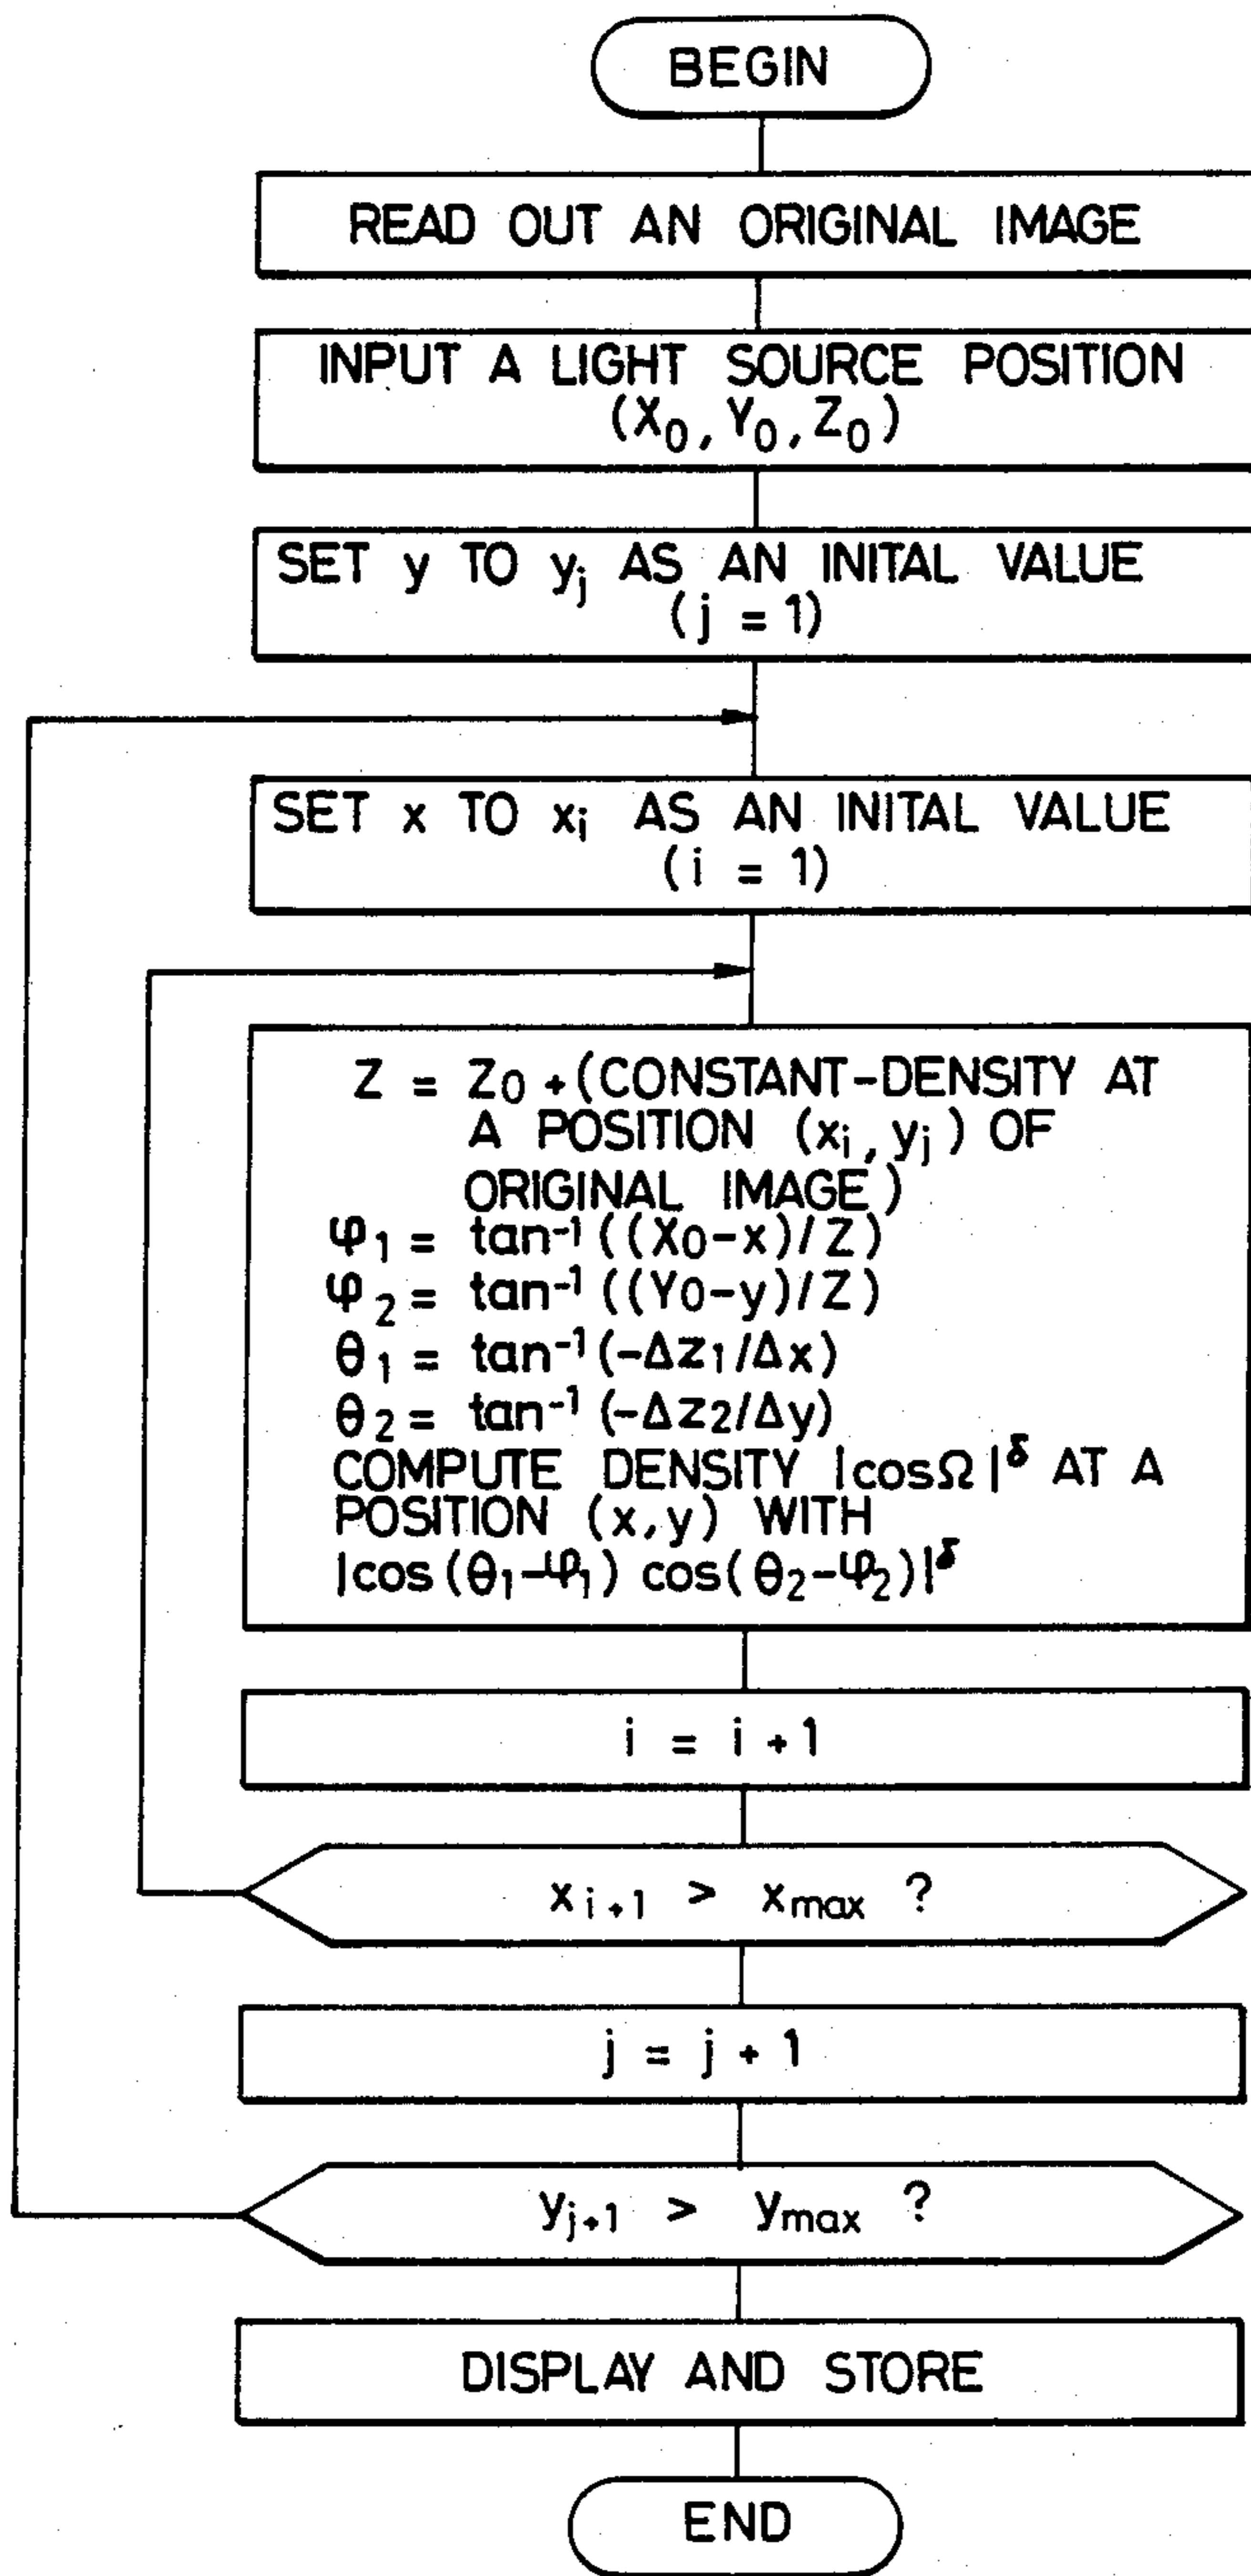 BEGIN
READ OUT AN ORIGINAL IMAGE
INPUT A LIGHT SOURCE POSITION
(X₀, Y₀, Z₀)
SET y TO yⱼ AS AN INITAL VALUE
(j = 1)
SET x TO xᵢ AS AN INITAL VALUE
(i = 1)
Z = Z₀ + (CONSTANT-DENSITY AT
A POSITION (xᵢ, yⱼ) OF
ORIGINAL IMAGE)
φ₁ = tan⁻¹((X₀-x)/Z)
φ₂ = tan⁻¹((Y₀-y)/Z)
θ₁ = tan⁻¹(-Δz₁/Δx)
θ₂ = tan⁻¹(-Δz₂/Δy)
COMPUTE DENSITY |cosΩ|^δ AT A
POSITION (x,y) WITH
|cos(θ₁-φ₁) cos(θ₂-φ₂)|^δ
i = i + 1
xᵢ₊₁ > x_max ?
j = j + 1
yⱼ₊₁ > y_max ?
DISPLAY AND STORE
END